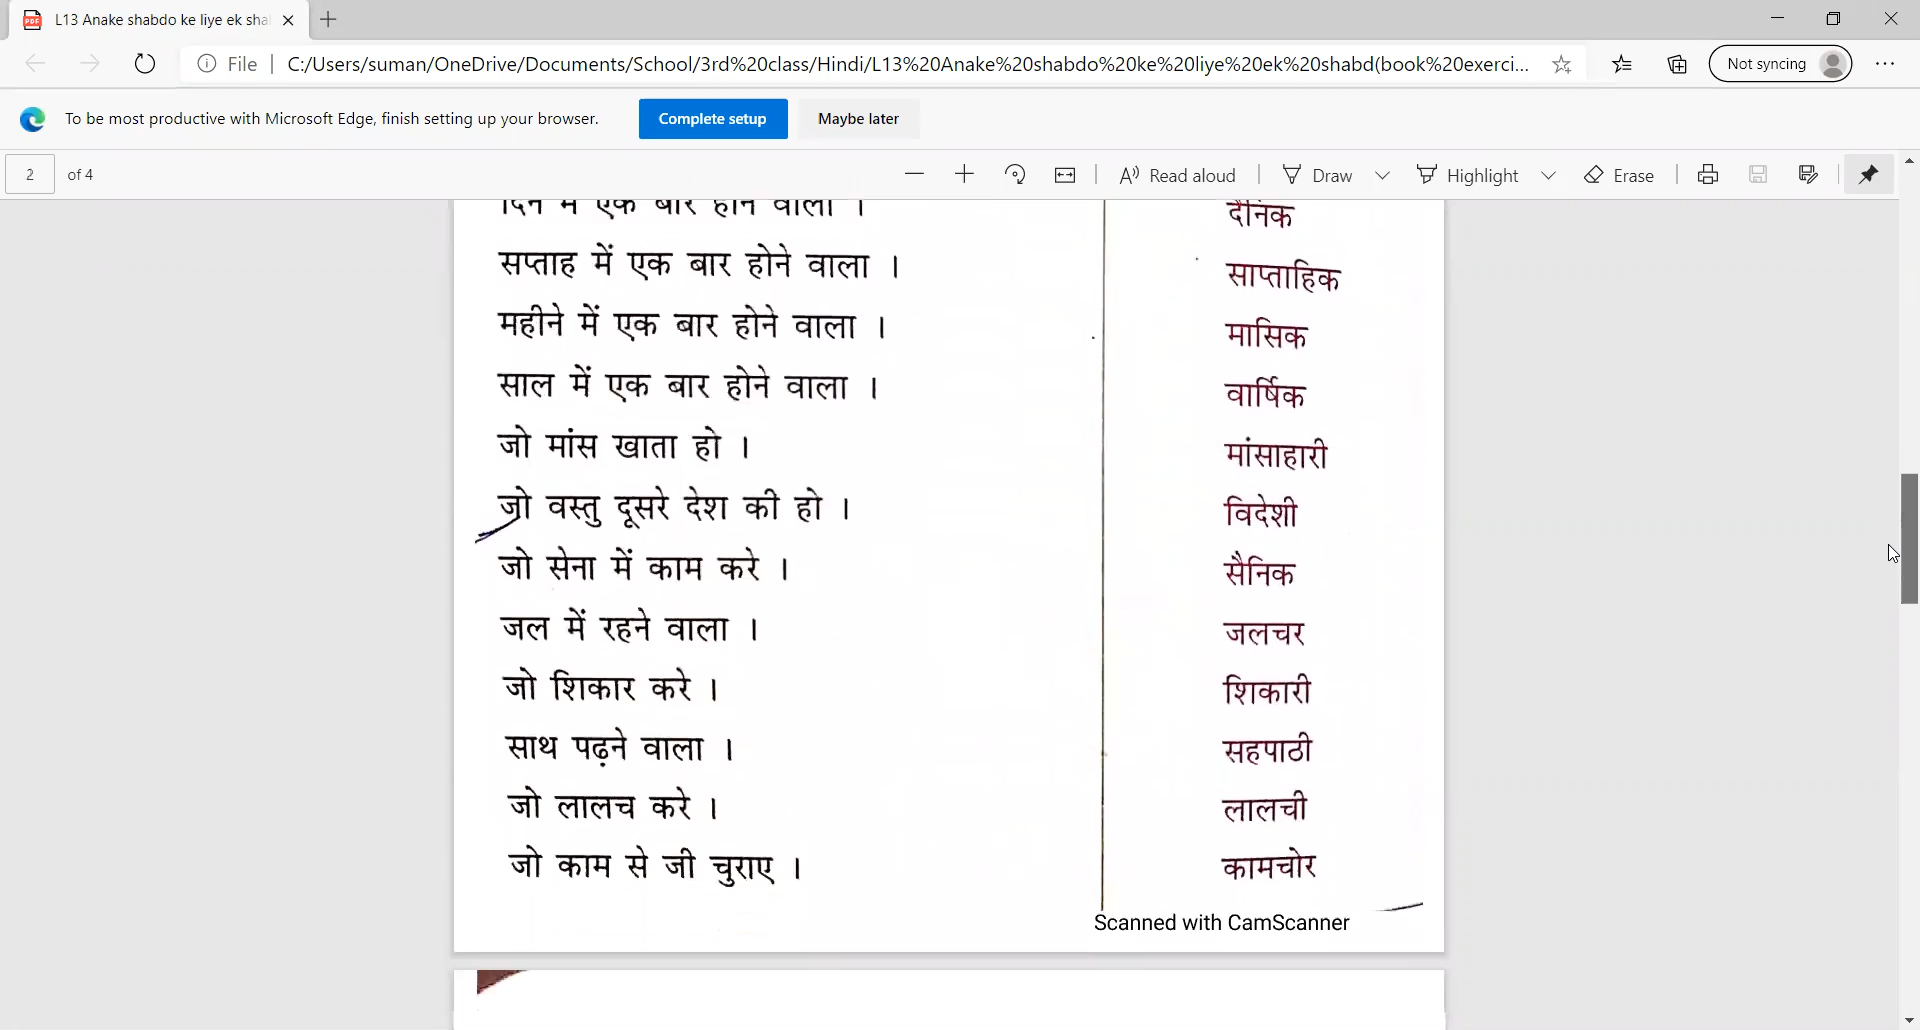 L13 Anake shabdo ke liye ek sha
File C:/Users/suman/OneDrive/Documents/School/3rd%20class/Hindi/L13%20Anake%20shabdo%20ke%20liye%20ek%20shabd(book%20exerci...
Not syncing
To be most productive with Microsoft Edge, finish setting up your browser. Complete setup Maybe later
2 of 4 Read aloud Draw Highlight Erase
दिन में एक बार होने वाला । दैनिक
सप्ताह में एक बार होने वाला । साप्ताहिक
महीने में एक बार होने वाला । मासिक
साल में एक बार होने वाला । वार्षिक
जो मांस खाता हो । मांसाहारी
जो वस्तु दूसरे देश की हो । विदेशी
जो सेना में काम करे । सैनिक
जल में रहने वाला । जलचर
जो शिकार करे । शिकारी
साथ पढ़ने वाला । सहपाठी
जो लालच करे । लालची
जो काम से जी चुराए । कामचोर
Scanned with CamScanner